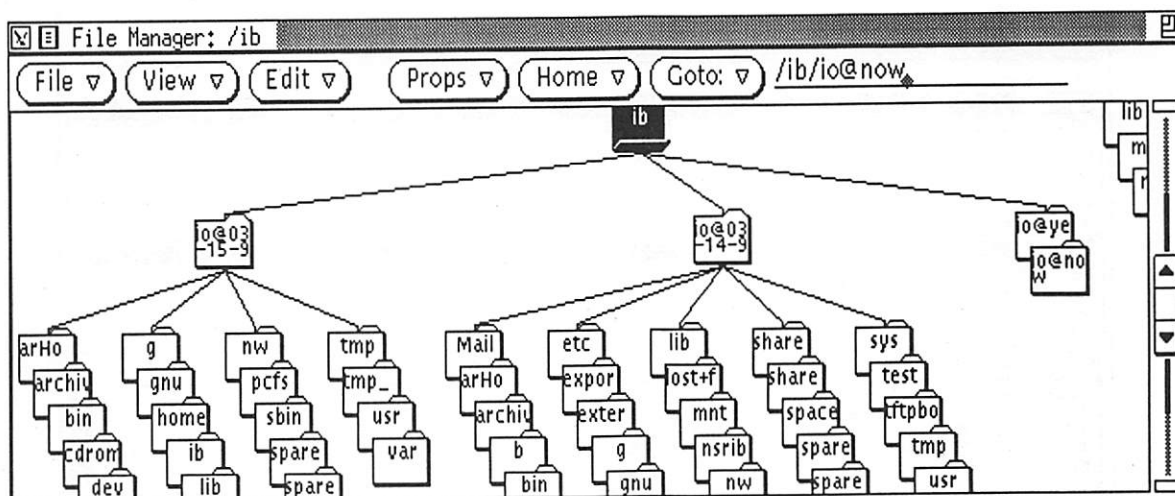 File Manager: /ib
File View Edit Props Home Goto: /ib/io@now
ib
lib
m
r
io@03
-15-9
io@03
-14-9
io@ye
io@no
w
arHo
archiv
bin
cdrom
dev
g
gnu
home
ib
lib
nw
pcfs
sbin
spare
spare
tmp
tmp_
usr
var
Mail
arHo
archiv
b
bin
etc
expor
exter
g
gnu
lib
lost+f
mnt
nsrib
nw
share
share
space
spare
spare
sys
test
tftpbo
tmp
usr